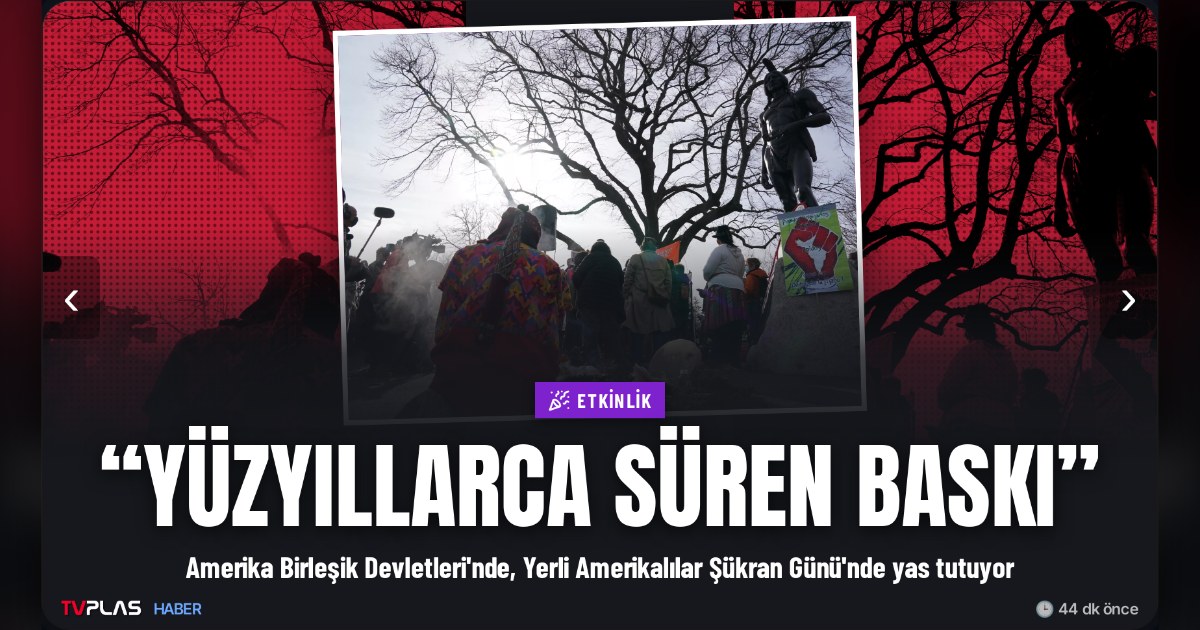 ETKİNLİK
“YÜZYILLARCA SÜREN BASKI”
Amerika Birleşik Devletleri'nde, Yerli Amerikalılar Şükran Günü'nde yas tutuyor
TVPLAS HABER
44 dk önce